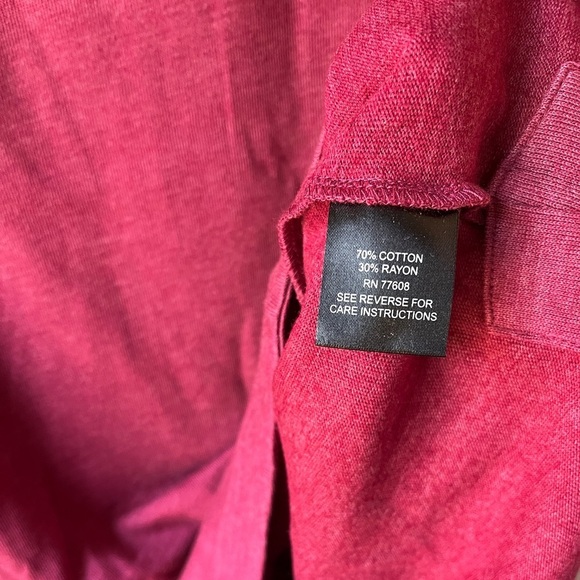 70% COTTON
30% RAYON
RN 77608
SEE REVERSE FOR
CARE INSTRUCTIONS